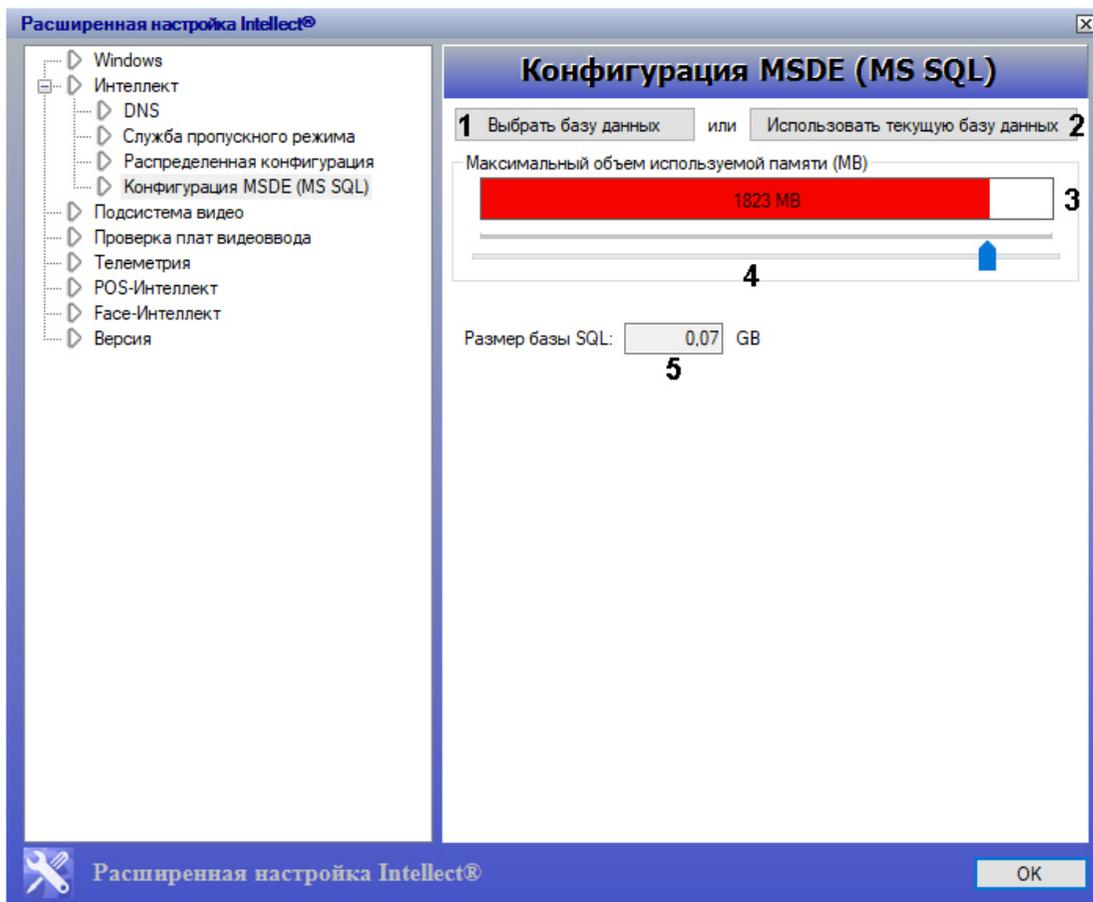 Расширенная настройка Intellect®
Windows
Интеллект
DNS
Служба пропускного режима
Распределенная конфигурация
Конфигурация MSDE (MS SQL)
Подсистема видео
Проверка плат видеоввода
Телеметрия
POS-Интеллект
Face-Интеллект
Версия
Конфигурация MSDE (MS SQL)
1 Выбрать базу данных или Использовать текущую базу данных 2
Максимальный объем используемой памяти (MB)
1823 MB 3
4
Размер базы SQL: 0,07 GB
5
Расширенная настройка Intellect® OK